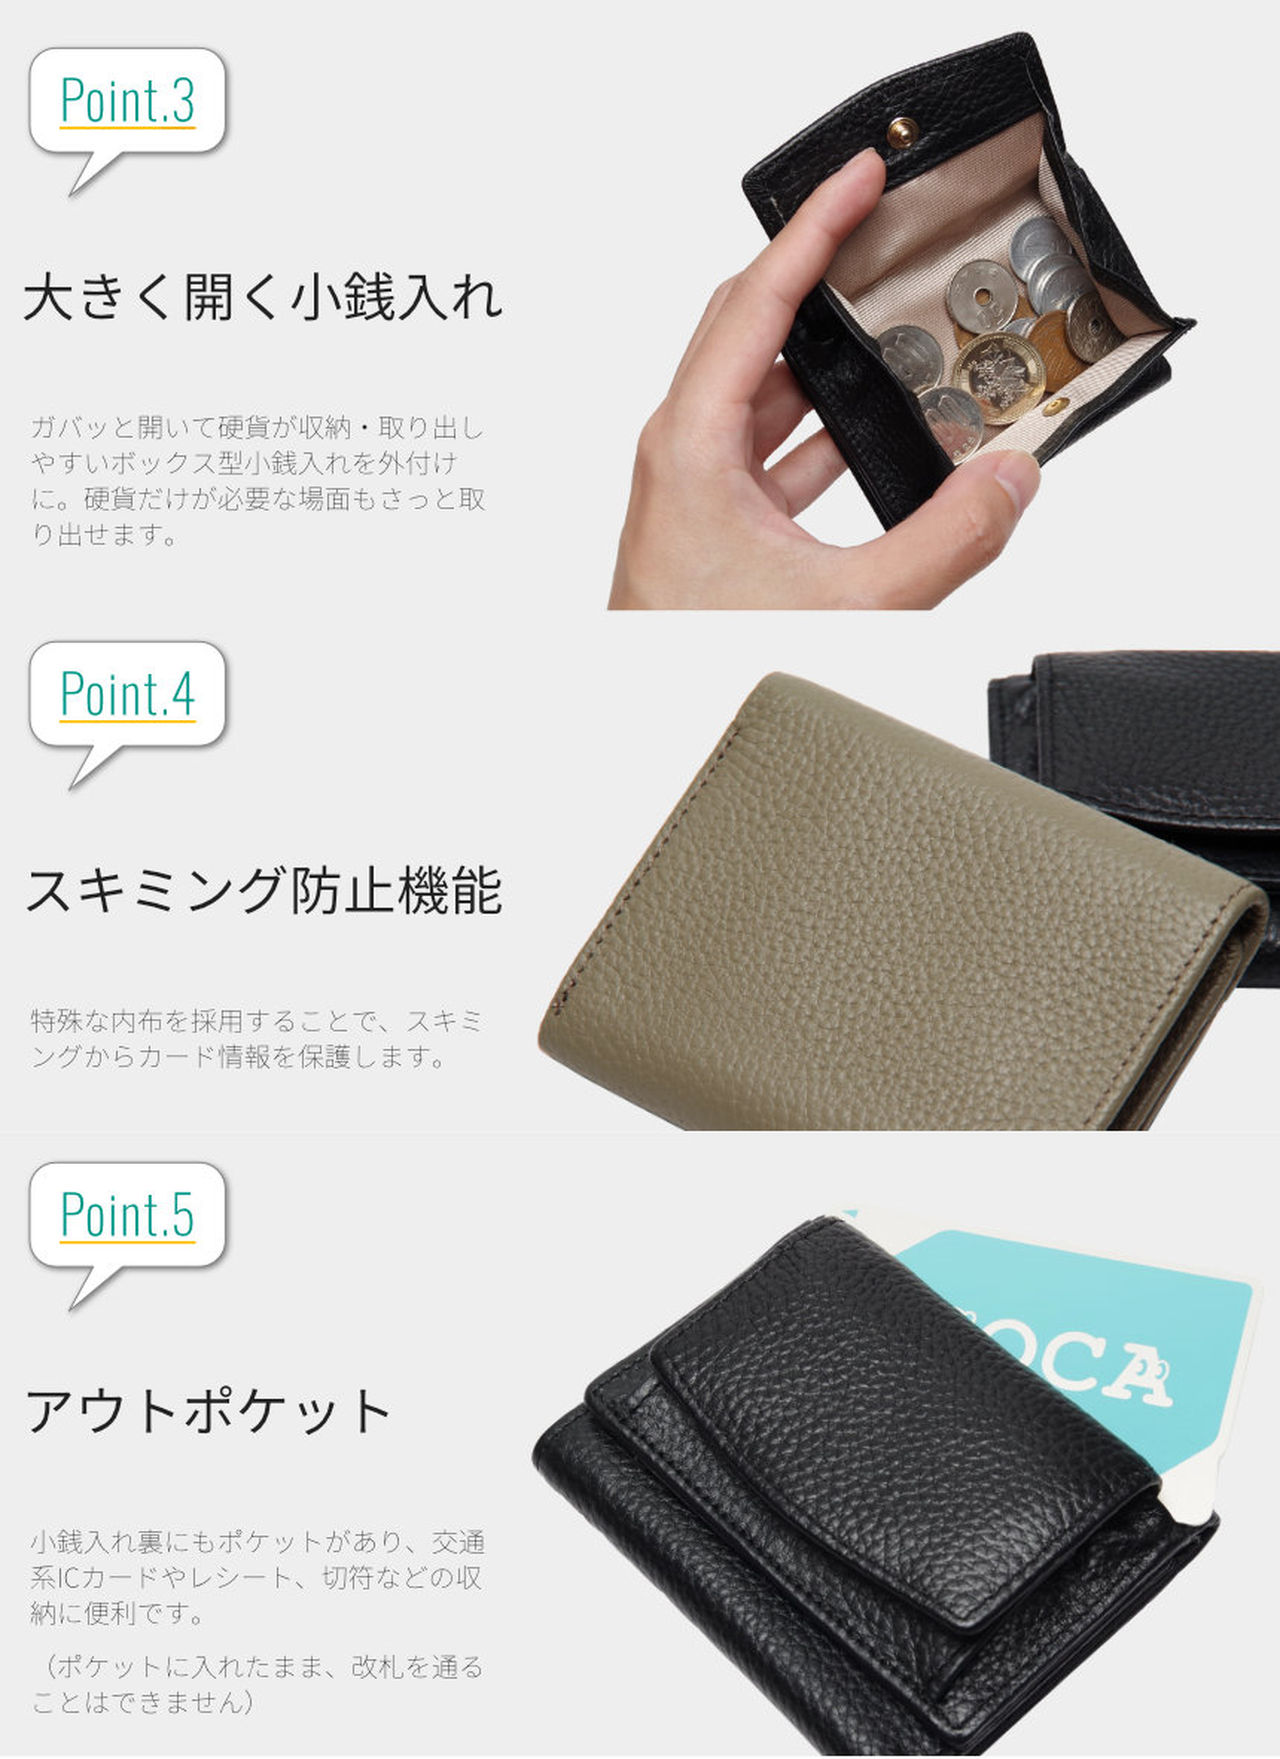 Point.3
大きく開く小銭入れ
ガバッと開いて硬貨が収納・取り出し
やすいボックス型小銭入れを外付け
に。硬貨だけが必要な場面もさっと取
り出せます。
Point.4
スキミング防止機能
特殊な内布を採用することで、スキミ
ングからカード情報を保護します。
Point.5
OCA
アウトポケット
小銭入れ裏にもポケットがあり、交通
系ICカードやレシート、切符などの収
納に便利です。
（ポケットに入れたまま、改札を通る
ことはできません）